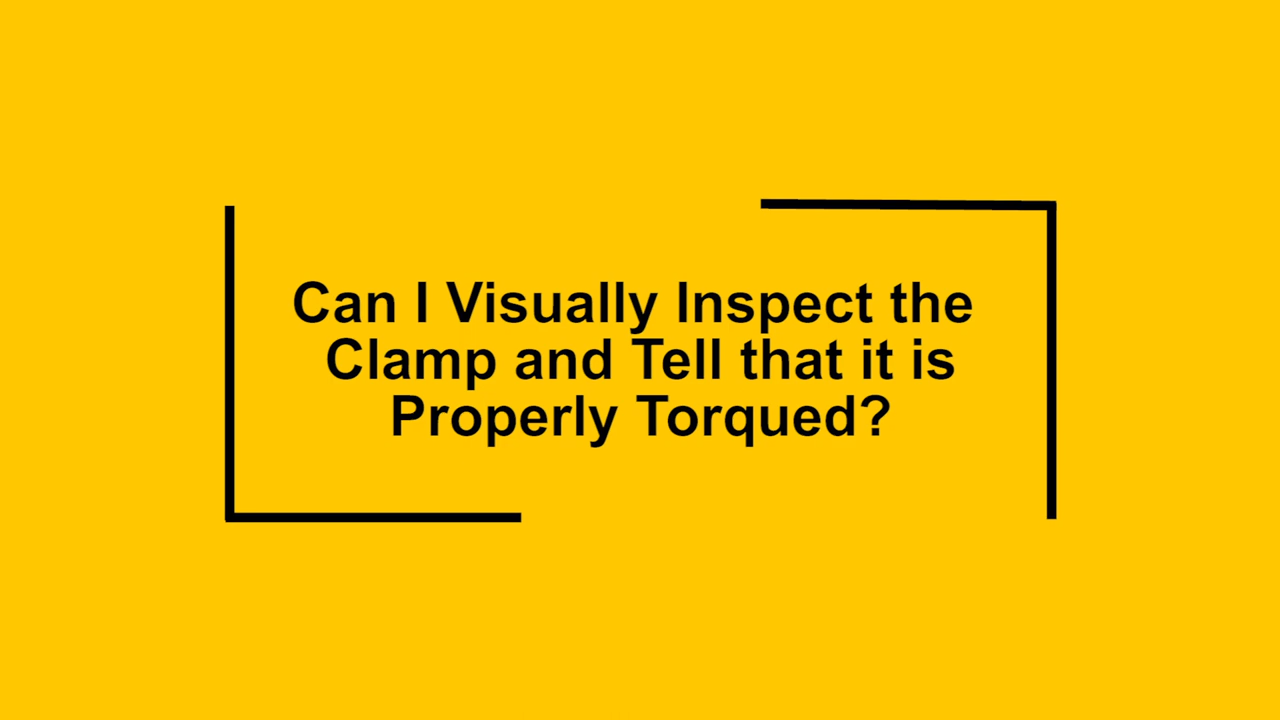 Can I Visually Inspect the
Clamp and Tell that it is
Properly Torqued?